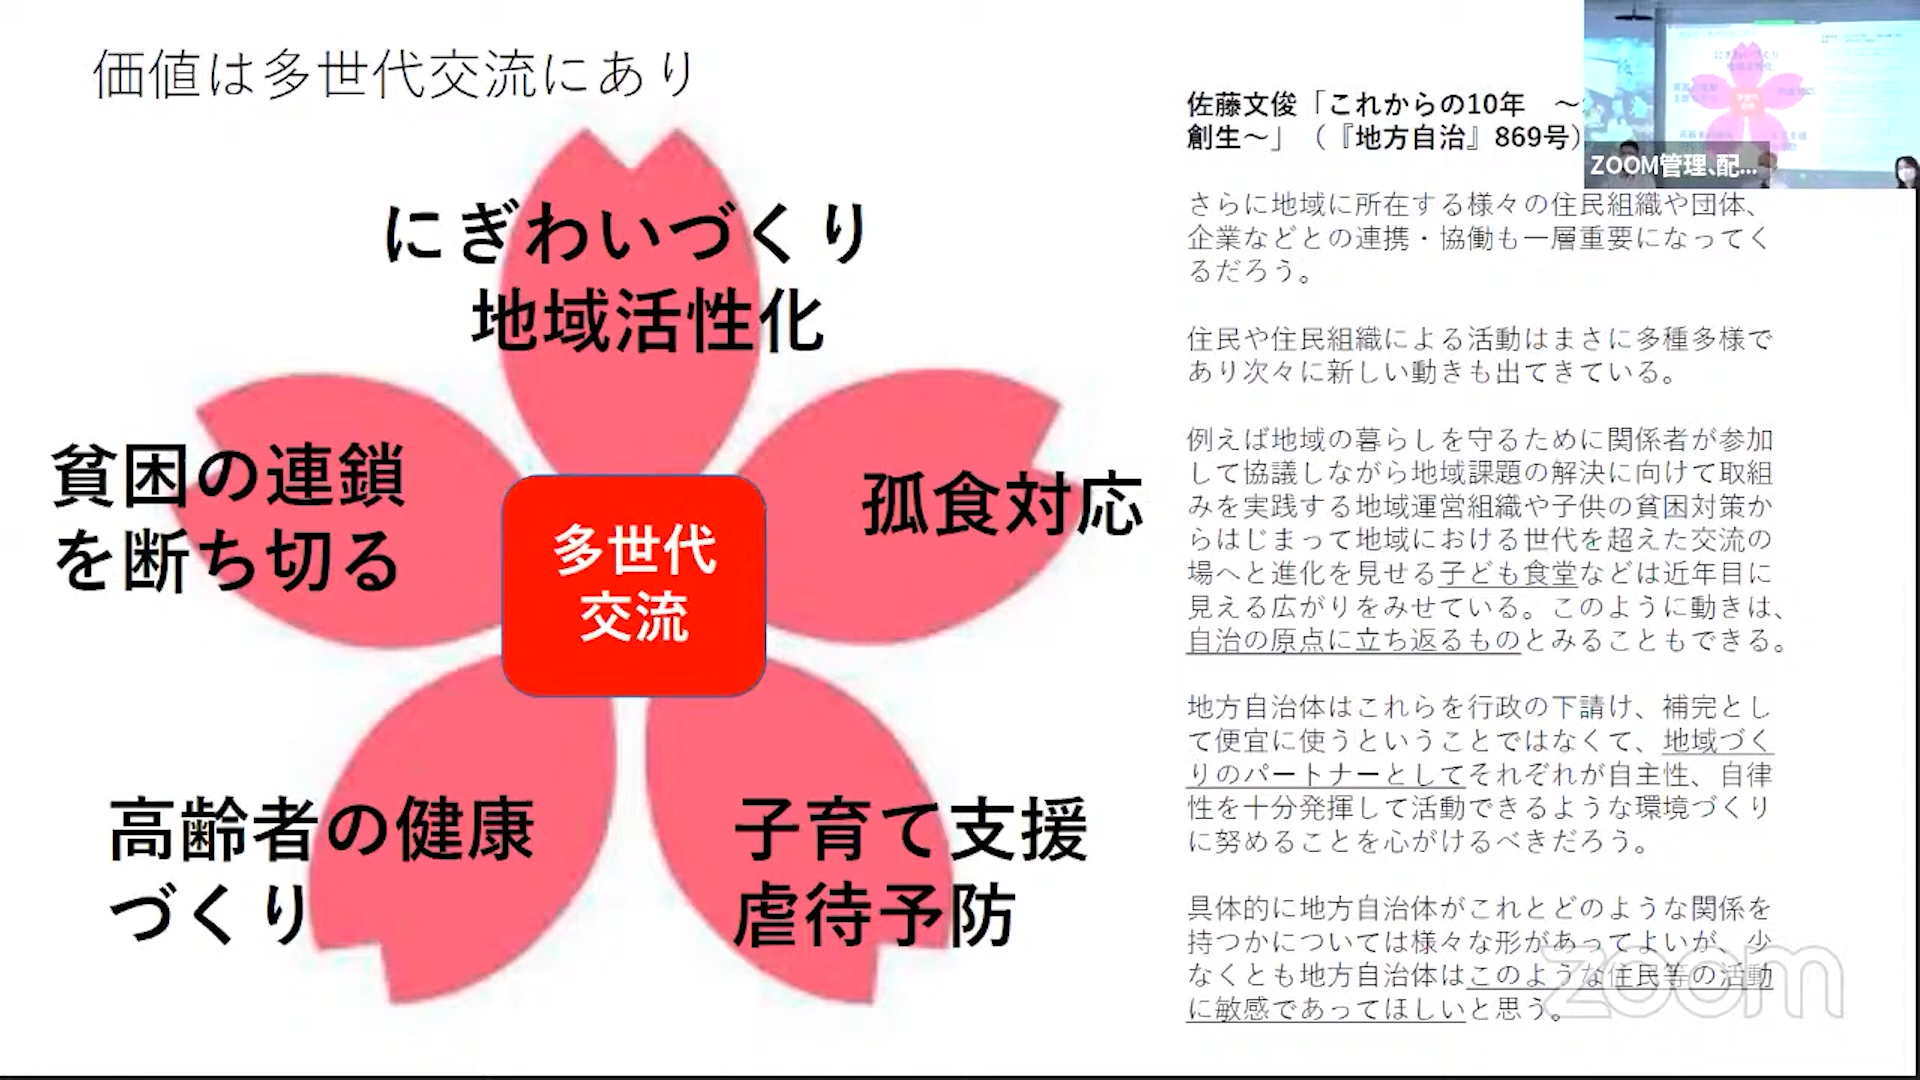 価値は多世代交流にあり
にぎわいづくり
地域活性化
貧困の連鎖
を断ち切る
孤食対応
多世代
交流
高齢者の健康
づくり
子育て支援
虐待予防
佐藤文俊「これからの10年　～
創生～」（『地方自治』869号）
さらに地域に所在する様々の住民組織や団体、
企業などとの連携・協働も一層重要になってく
るだろう。
住民や住民組織による活動はまさに多種多様で
あり次々に新しい動きも出てきている。
例えば地域の暮らしを守るために関係者が参加
して協議しながら地域課題の解決に向けて取組
みを実践する地域運営組織や子供の貧困対策か
らはじまって地域における世代を超えた交流の
場へと進化を見せる子ども食堂などは近年目に
見える広がりをみせている。このように動きは、
自治の原点に立ち返るものとみることもできる。
地方自治体はこれらを行政の下請け、補完とし
て便宜に使うということではなくて、地域づく
りのパートナーとしてそれぞれが自主性、自律
性を十分発揮して活動できるような環境づくり
に努めることを心がけるべきだろう。
具体的に地方自治体がこれとどのような関係を
持つかについては様々な形があってよいが、少
なくとも地方自治体はこのような住民等の活動
に敏感であってほしいと思う。
ZOOM管理、配...
にぎわいづくり
zoom